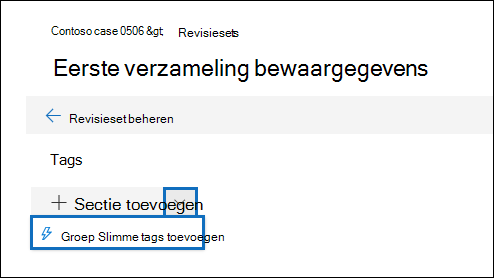 Contoso case 0506 &gt; Revisiesets
Eerste verzameling bewaargegevens
Revisieset beheren
Tags
Sectie toevoegen
Groep Slimme tags toevoegen